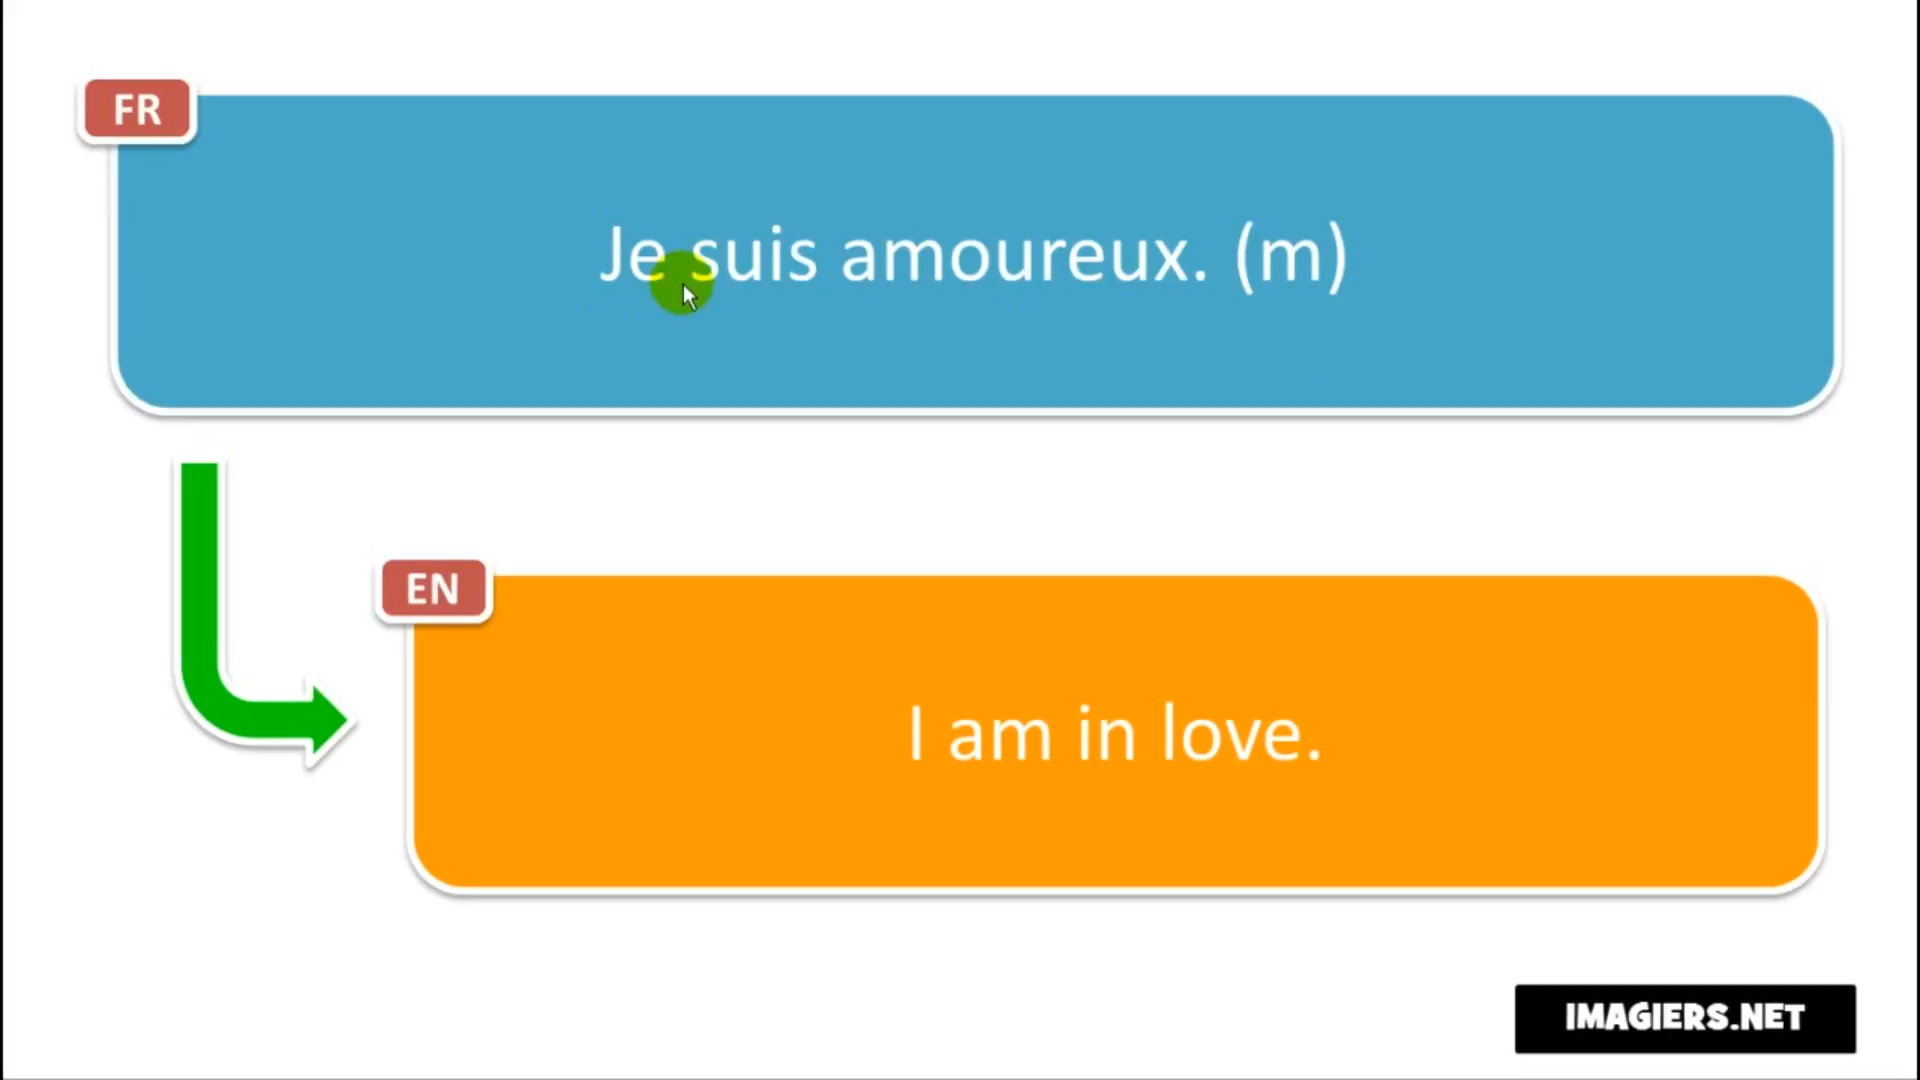 FR
Je suis amoureux. (m)
EN
I am in love.
IMAGIERS.NET